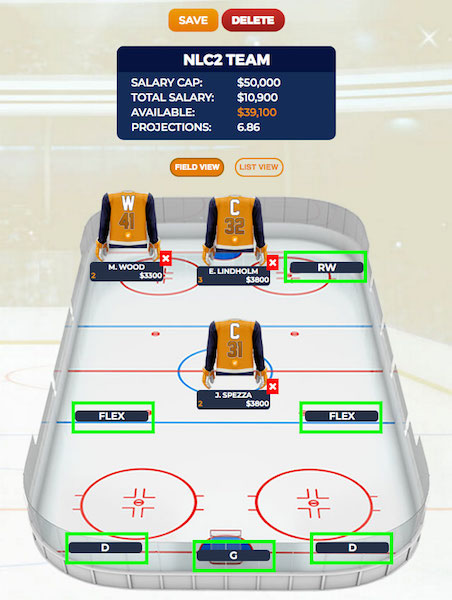 SAVE DELETE
NLC2 TEAM
SALARY CAP: $50,000
TOTAL SALARY: $10,900
AVAILABLE: $39,100
PROJECTIONS: 6.86
FIELD VIEW LIST VIEW
W
41
C
32
M. WOOD
2 $3300
E. LINDHOLM
3 $3800
RW
C
31
J. SPEZZA
2 $3800
FLEX FLEX
D G D